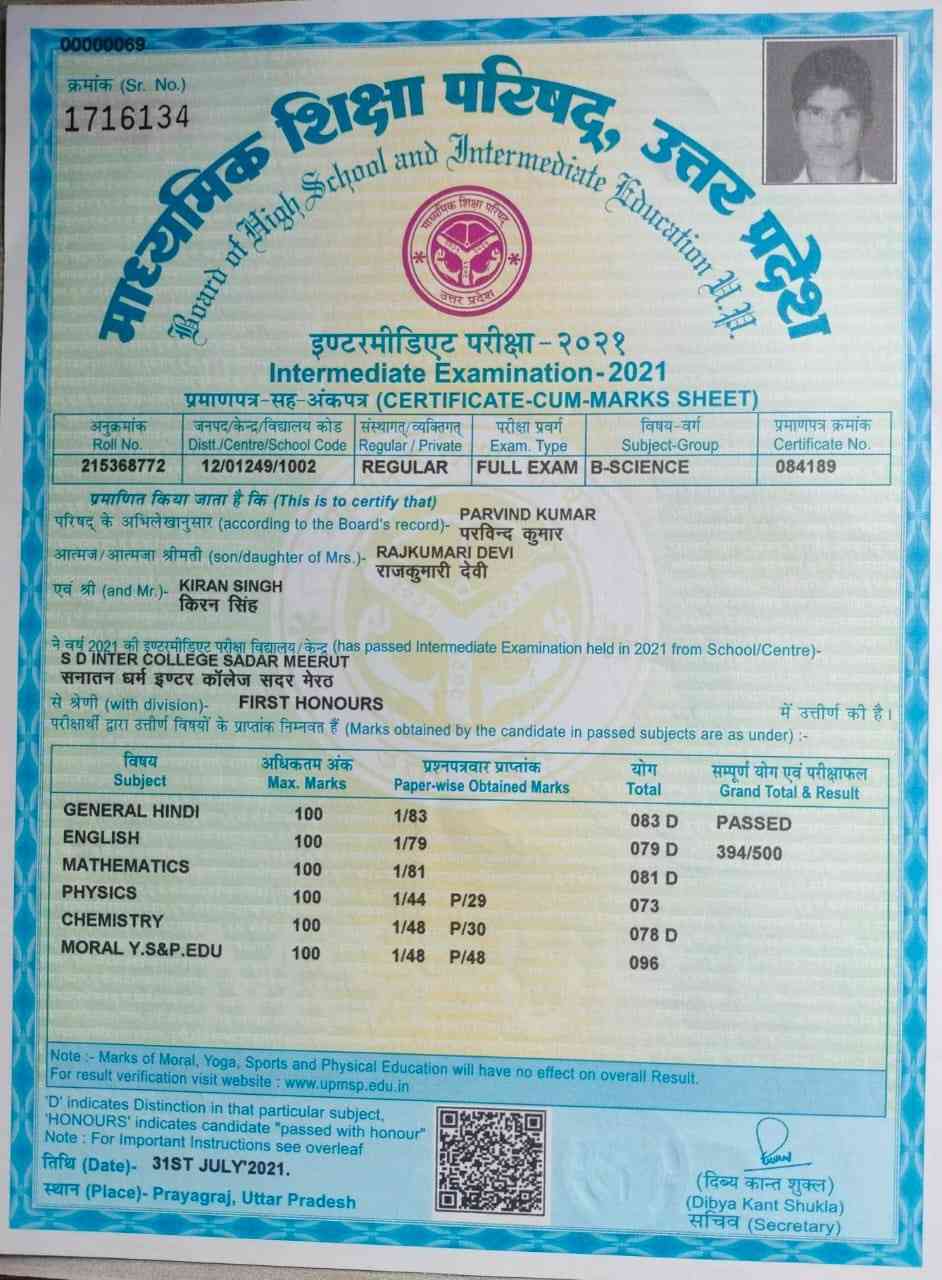 00000069
क्रमांक (Sr. No.)
1716134
माध्यमिक शिक्षा परिषद्, उत्तर प्रदेश
Board of High School and Intermediate Education U.P.
माध्यमिक शिक्षा परिषद्
उत्तर प्रदेश
इण्टरमीडिएट परीक्षा - २०२१
Intermediate Examination - 2021
प्रमाणपत्र-सह-अंकपत्र (CERTIFICATE-CUM-MARKS SHEET)
अनुक्रमांक जनपद/केन्द्र/विद्यालय कोड संस्थागत्/व्यक्तिगत् परीक्षा प्रवर्ग विषय-वर्ग प्रमाणपत्र क्रमांक
Roll No. Distt./Centre/School Code Regular / Private Exam. Type Subject-Group Certificate No.
215368772 12/01249/1002 REGULAR FULL EXAM B-SCIENCE 084189
प्रमाणित किया जाता है कि (This is to certify that)
परिषद् के अभिलेखानुसार (according to the Board's record)- PARVIND KUMAR
परविन्द कुमार
आत्मज/आत्मजा श्रीमती (son/daughter of Mrs.)- RAJKUMARI DEVI
राजकुमारी देवी
एवं श्री (and Mr.)- KIRAN SINGH
किरन सिंह
ने वर्ष 2021 की इण्टरमीडिएट परीक्षा विद्यालय/केन्द्र (has passed Intermediate Examination held in 2021 from School/Centre)-
S D INTER COLLEGE SADAR MEERUT
सनातन धर्म इण्टर कॉलेज सदर मेरठ
से श्रेणी (with division)- FIRST HONOURS में उत्तीर्ण की है।
परीक्षार्थी द्वारा उत्तीर्ण विषयों के प्राप्तांक निम्नवत हैं (Marks obtained by the candidate in passed subjects are as under) :-
विषय अधिकतम अंक प्रश्नपत्रवार प्राप्तांक योग सम्पूर्ण योग एवं परीक्षाफल
Subject Max. Marks Paper-wise Obtained Marks Total Grand Total & Result
GENERAL HINDI 100 1/83 083 D PASSED
ENGLISH 100 1/79 079 D 394/500
MATHEMATICS 100 1/81 081 D
PHYSICS 100 1/44 P/29 073
CHEMISTRY 100 1/48 P/30 078 D
MORAL Y.S&P.EDU 100 1/48 P/48 096
Note :- Marks of Moral, Yoga, Sports and Physical Education will have no effect on overall Result.
For result verification visit website : www.upmsp.edu.in
'D' indicates Distinction in that particular subject,
'HONOURS' indicates candidate "passed with honour"
Note : For Important Instructions see overleaf
तिथि (Date)- 31ST JULY'2021.
स्थान (Place)- Prayagraj, Uttar Pradesh
(दिब्य कान्त शुक्ल)
(Dibya Kant Shukla)
सचिव (Secretary)